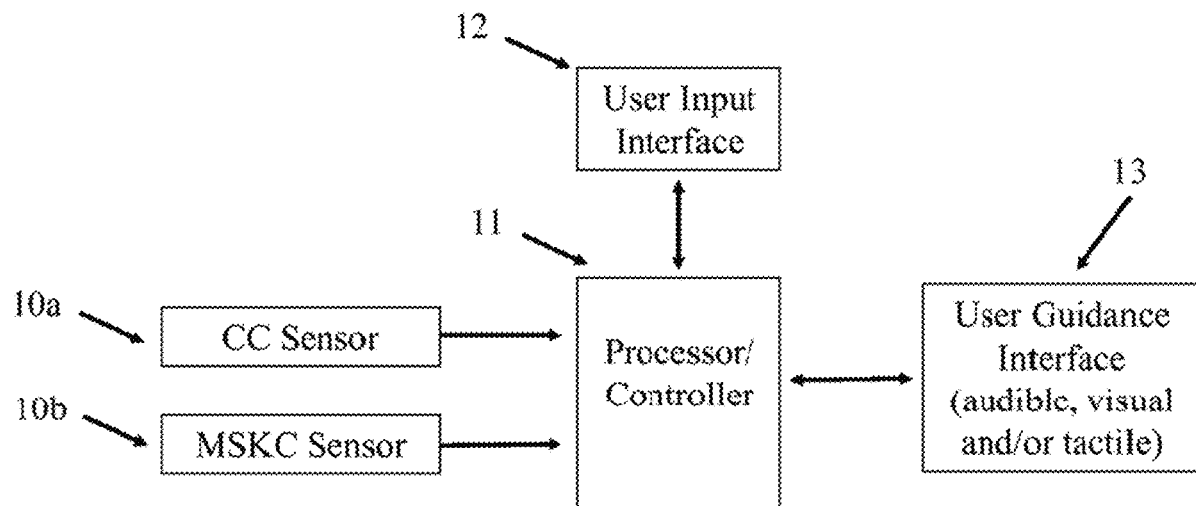 12
User Input
Interface
13
11
10a
CC Sensor
Processor/
Controller
User Guidance
Interface
(audible, visual
and/or tactile)
10b
MSKC Sensor